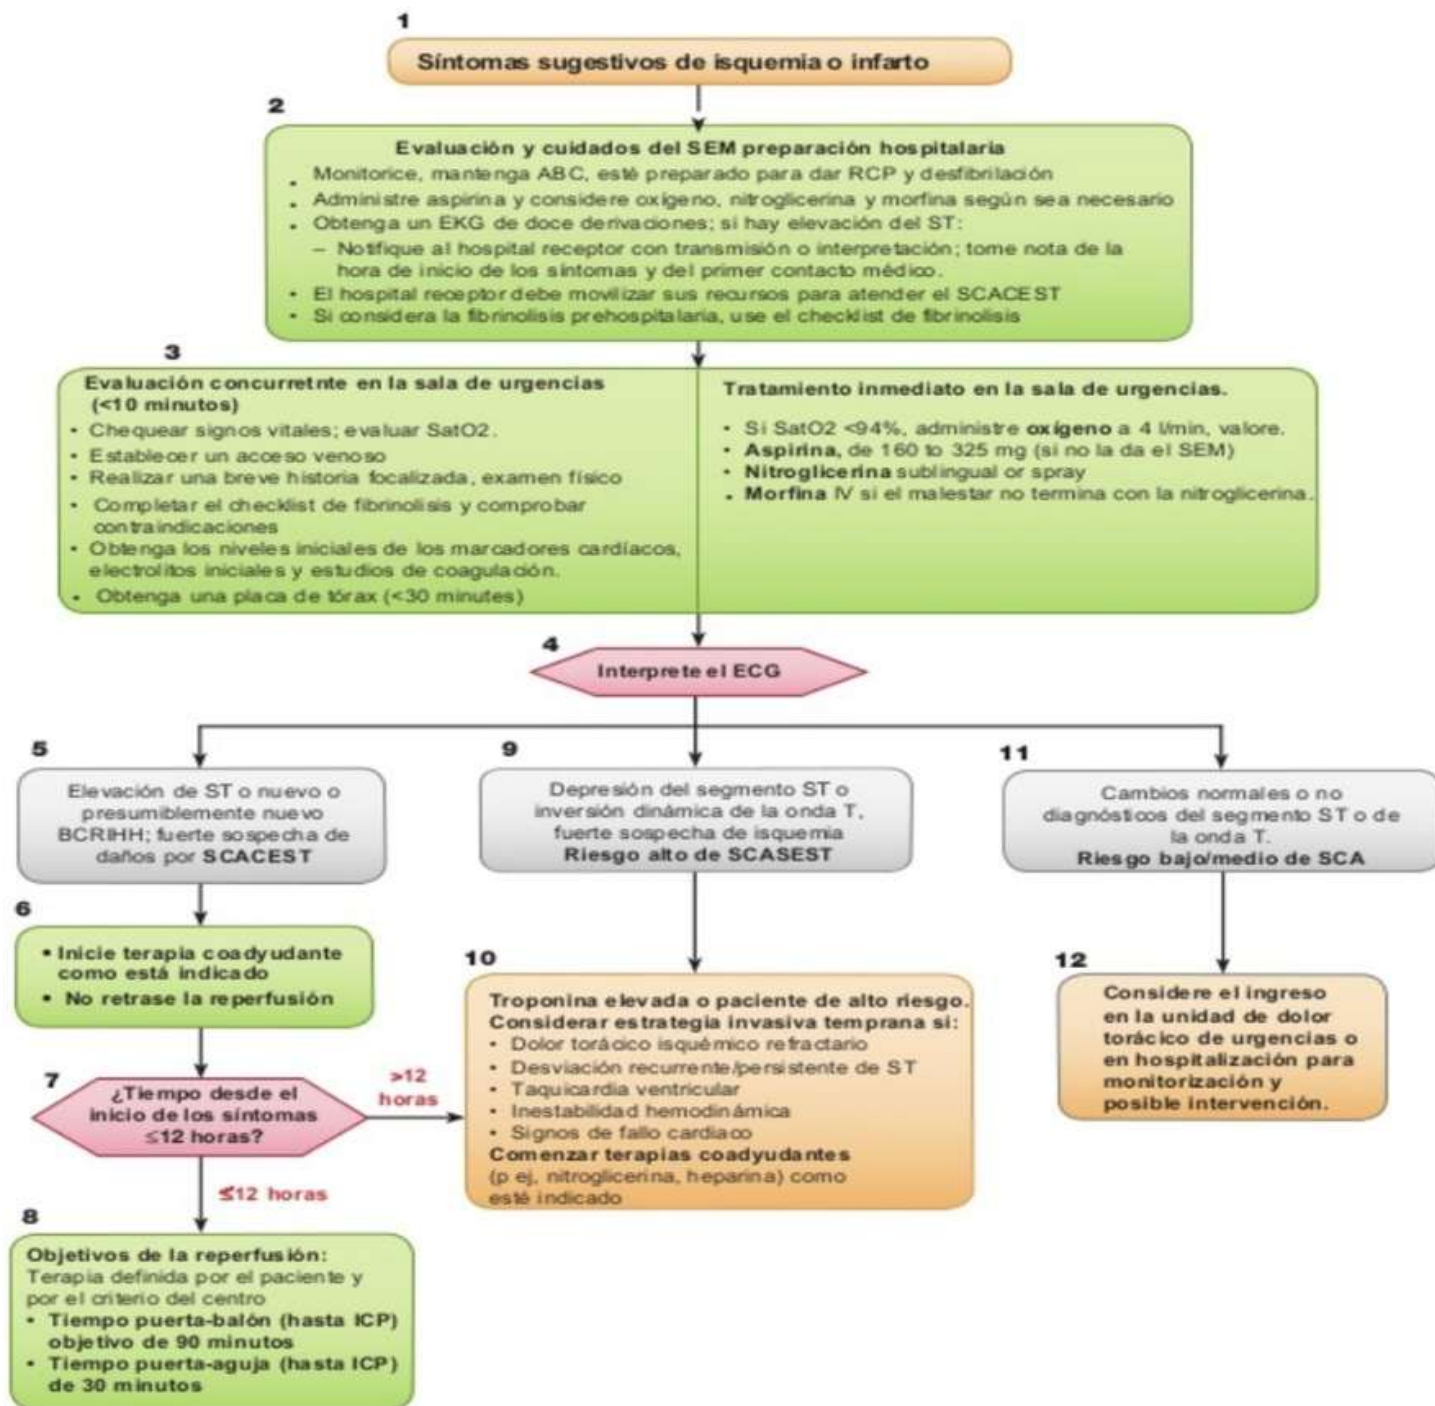 1
Síntomas sugestivos de isquemia o infarto
2
Evaluación y cuidados del SEM preparación hospitalaria
• Monitorice, mantenga ABC, esté preparado para dar RCP y desfibrilación
• Administre aspirina y considere oxígeno, nitroglicerina y morfina según sea necesario
• Obtenga un EKG de doce derivaciones; si hay elevación del ST:
– Notifique al hospital receptor con transmisión o interpretación; tome nota de la
hora de inicio de los síntomas y del primer contacto médico.
• El hospital receptor debe movilizar sus recursos para atender el SCACEST
• Si considera la fibrinolisis prehospitalaria, use el checklist de fibrinolisis
3
Evaluación concurretnte en la sala de urgencias
(<10 minutos)
• Chequear signos vitales; evaluar SatO2.
• Establecer un acceso venoso
• Realizar una breve historia focalizada, examen físico
• Completar el checklist de fibrinolisis y comprobar
contraindicaciones
• Obtenga los niveles iniciales de los marcadores cardíacos,
electrolitos iniciales y estudios de coagulación.
• Obtenga una placa de tórax (<30 minutes)
Tratamiento inmediato en la sala de urgencias.
• Si SatO2 <94%, administre oxígeno a 4 l/min, valore.
• Aspirina, de 160 to 325 mg (si no la da el SEM)
• Nitroglicerina sublingual or spray
• Morfina IV si el malestar no termina con la nitroglicerina.
4
Interprete el ECG
5
Elevación de ST o nuevo o
presumiblemente nuevo
BCRIHH; fuerte sospecha de
daños por SCACEST
6
• Inicie terapia coadyudante
como está indicado
• No retrase la reperfusión
7
¿Tiempo desde el
inicio de los síntomas
≤12 horas?
>12
horas
≤12 horas
8
Objetivos de la reperfusión:
Terapia definida por el paciente y
por el criterio del centro
• Tiempo puerta-balón (hasta ICP)
objetivo de 90 minutos
• Tiempo puerta-aguja (hasta ICP)
de 30 minutos
9
Depresión del segmento ST o
inversión dinámica de la onda T,
fuerte sospecha de isquemia
Riesgo alto de SCASEST
10
Troponina elevada o paciente de alto riesgo.
Considerar estrategia invasiva temprana si:
• Dolor torácico isquémico refractario
• Desviación recurrente/persistente de ST
• Taquicardia ventricular
• Inestabilidad hemodinámica
• Signos de fallo cardiaco
Comenzar terapias coadyudantes
(p ej, nitroglicerina, heparina) como
esté indicado
11
Cambios normales o no
diagnósticos del segmento ST o de
la onda T.
Riesgo bajo/medio de SCA
12
Considere el ingreso
en la unidad de dolor
torácico de urgencias o
en hospitalización para
monitorización y
posible intervención.